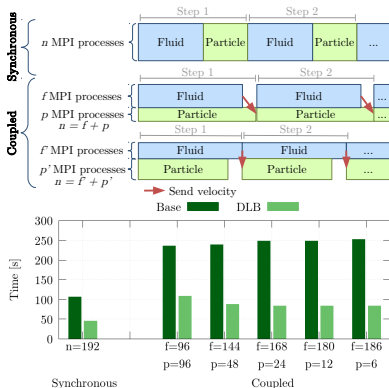 Step 1 Step 2
Synchronous
n MPI processes Fluid Particle Fluid Particle ...
Coupled
Step 1 Step 2
f MPI processes Fluid Fluid ...
p MPI processes Particle Particle ...
n = f + p
Step 1 Step 2
f' MPI processes Fluid Fluid
p' MPI processes Particle Particle ...
n = f' + p'
Send velocity
Base DLB
Time [s]
300
250
200
150
100
50
0
n=192 f=96 f=144 f=168 f=180 f=186
p=96 p=48 p=24 p=12 p=6
Synchronous Coupled